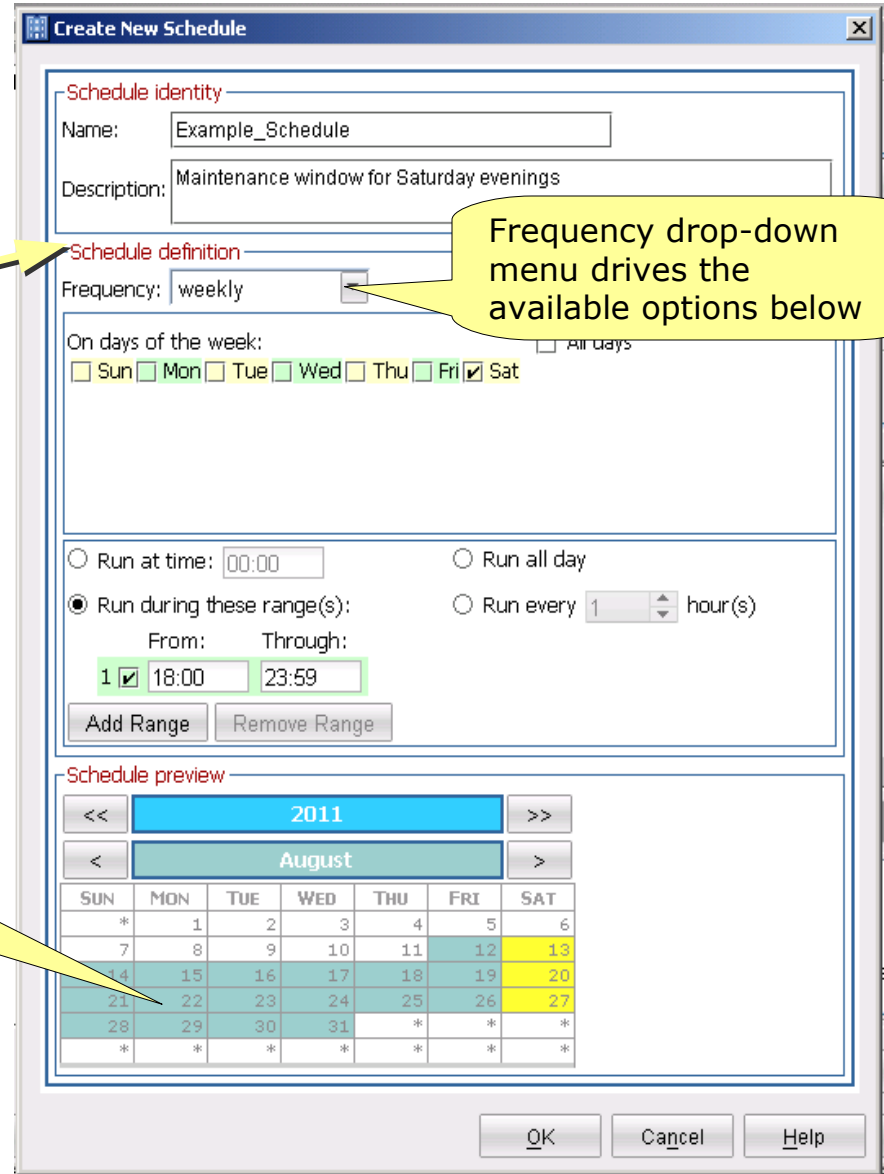 Create New Schedule
Schedule identity
Name: Example_Schedule
Description: Maintenance window for Saturday evenings
Frequency drop-down
menu drives the
available options below
Schedule definition
Frequency: weekly
On days of the week: All days
Sun Mon Tue Wed Thu Fri Sat
Run at time: 00:00 Run all day
Run during these range(s): Run every 1 hour(s)
From: Through:
1 18:00 23:59
Add Range Remove Range
Schedule preview
<< 2011 >>
< August >
SUN MON TUE WED THU FRI SAT
* 1 2 3 4 5 6
7 8 9 10 11 12 13
14 15 16 17 18 19 20
21 22 23 24 25 26 27
28 29 30 31 * * *
* * * * * * *
OK Cancel Help